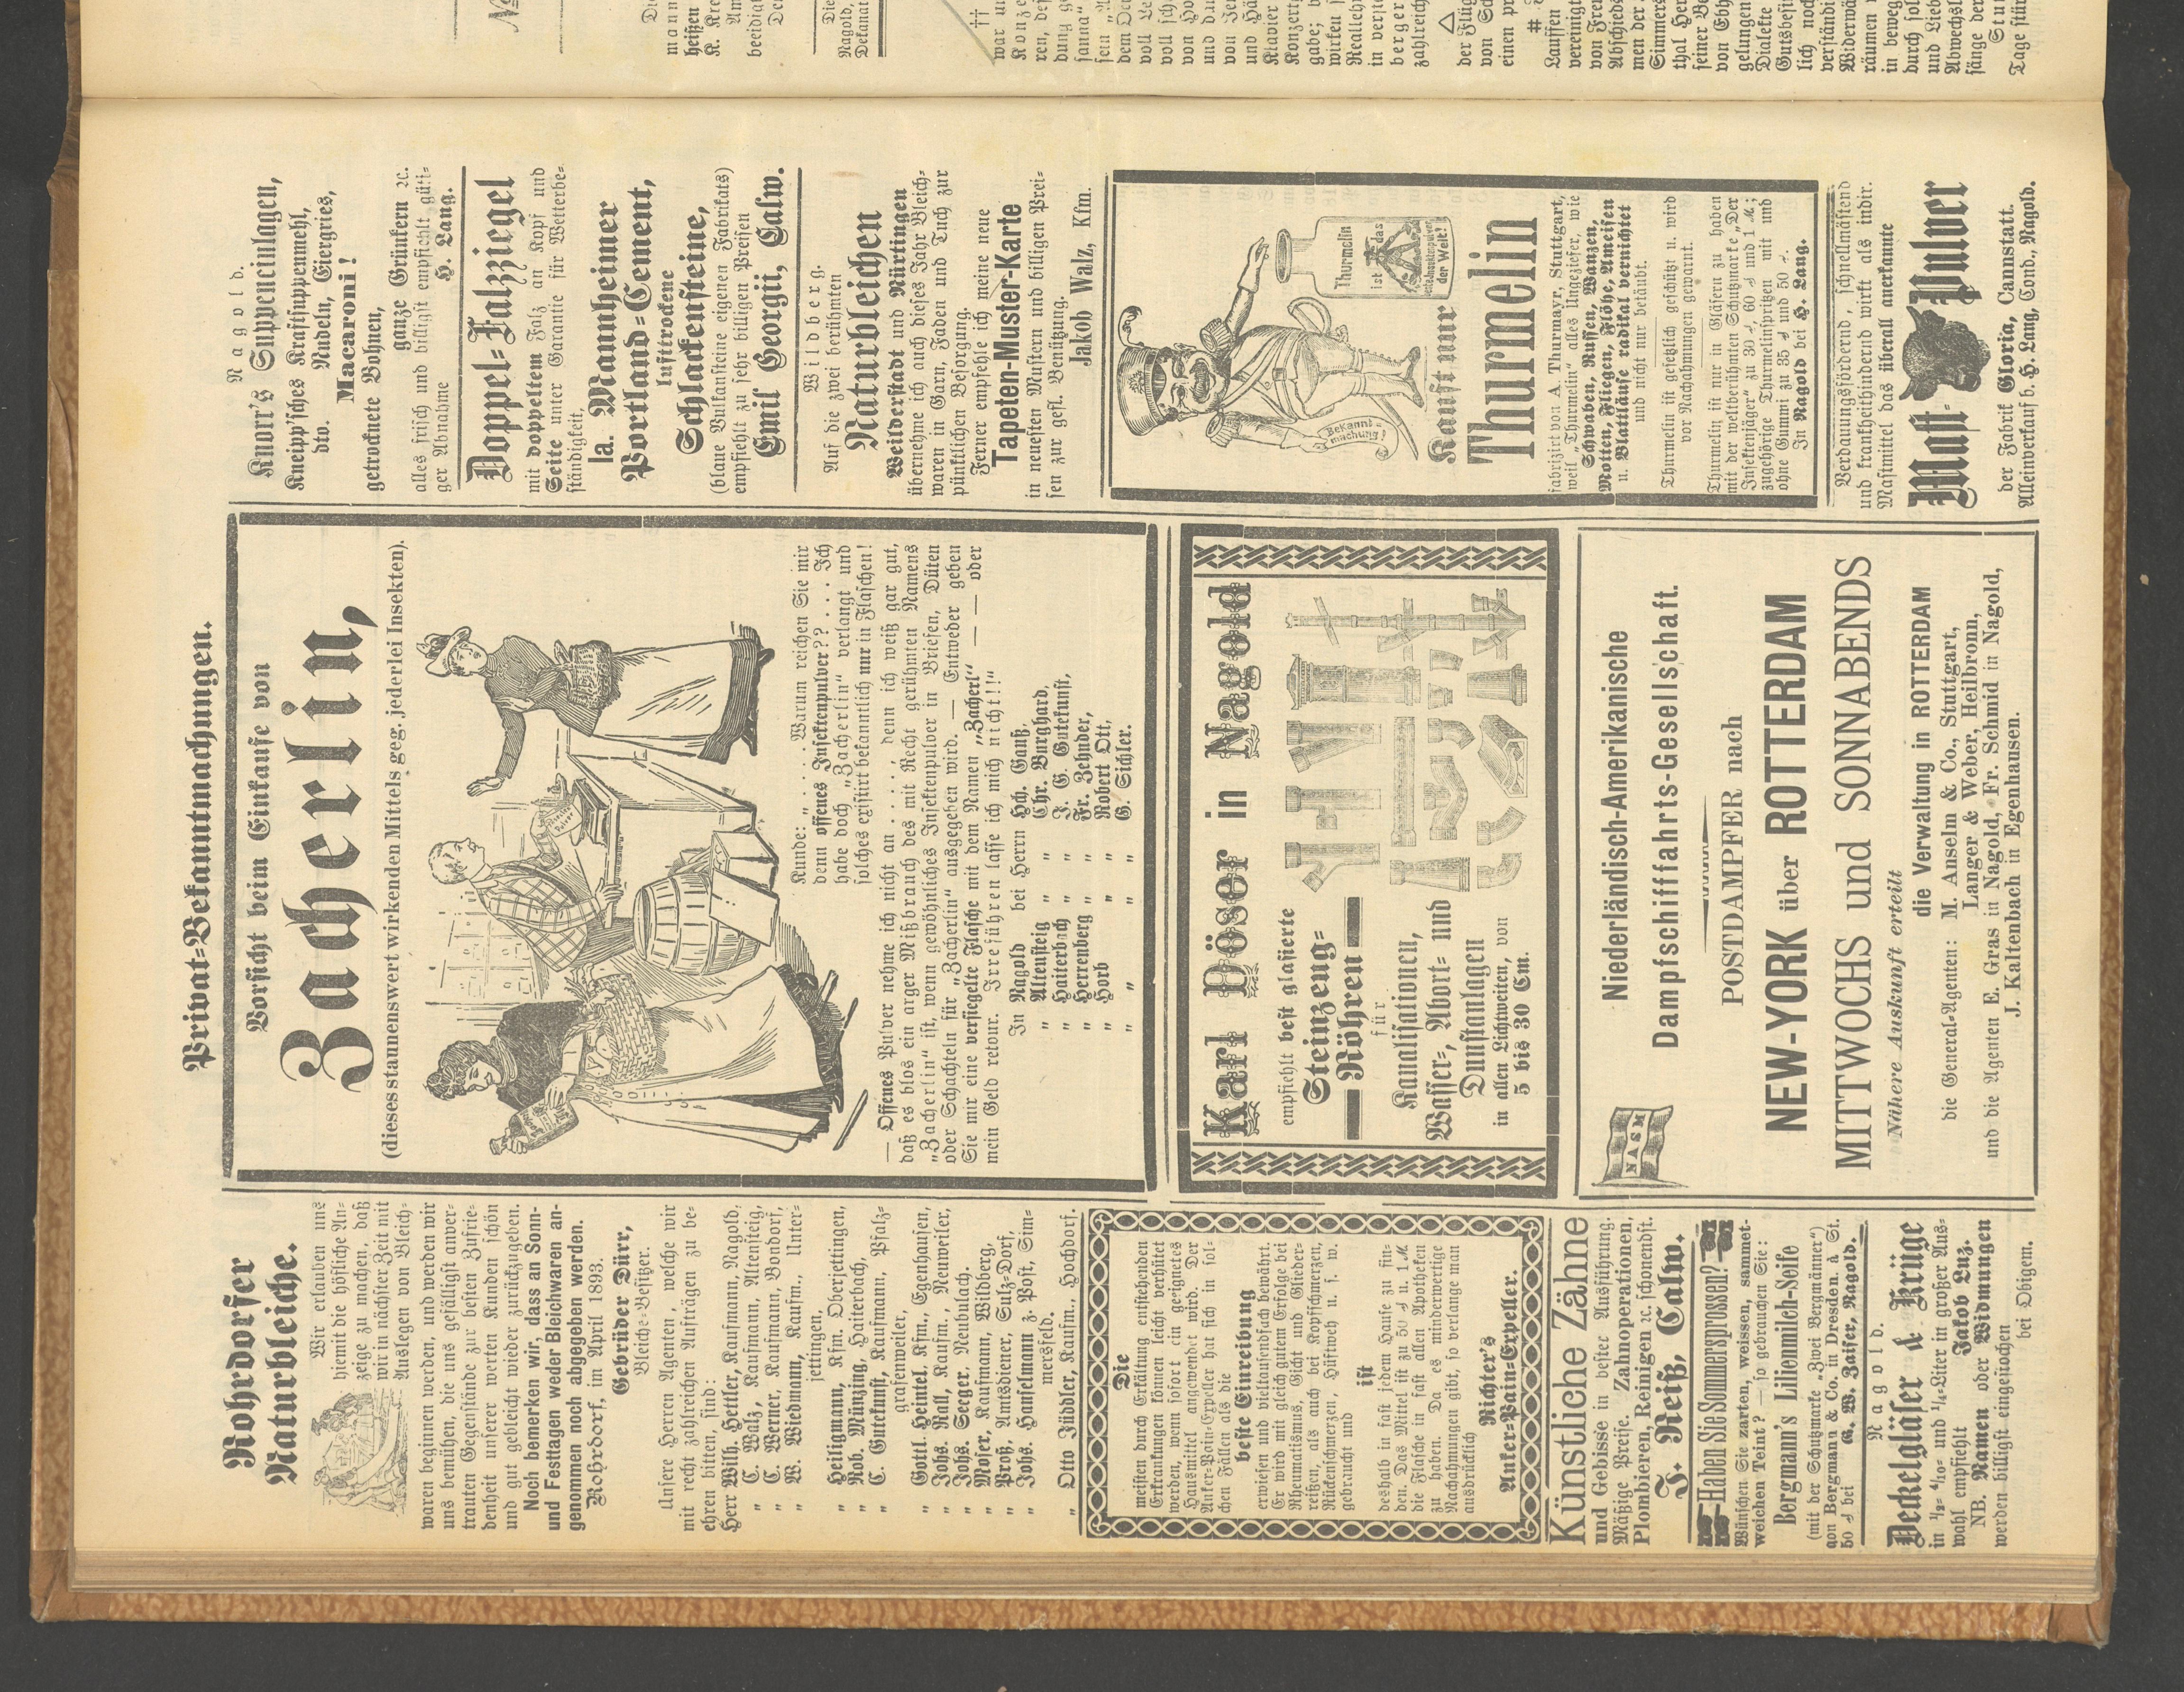 Privat-Bekanntmachungen.
Rohrdorfer
Naturbleiche.
Wir erlauben uns
hiemit die höfliche An-
zeige zu machen, daß
wir in nächster Zeit mit
Auslegen von Bleich-
waren beginnen werden, und werden wir
uns bemühen, die uns gefälligst anver-
trauten Gegenstände zur besten Zufrie-
denheit unserer werten Kunden schön
und gut gebleicht wieder zurückzugeben.
Noch bemerken wir, dass an Sonn-
und Festtagen weder Bleichwaren an-
genommen noch abgegeben werden.
Rohrdorf, im April 1893.
Gebrüder Dürr,
Bleiche-Besitzer.
Unsere Herren Agenten welche wir
mit recht zahlreichen Aufträgen zu be-
ehren bitten, sind:
Herr Wilh. Hettler, Kaufmann, Nagold,
" C. Walz, Kaufmann, Altensteig,
" C. Werner, Kaufmann, Bondorf,
" W. Wiedmann, Kaufm., Unter-
jettingen,
" Heiligmann, Kfm. Oberjettingen,
" Rob. Münzing, Haiterbach,
" C. Gutekunst, Kaufmann, Pfalz-
grafenweiler,
" Gottl. Heintel, Kfm., Egenhausen,
" Johs. Rall, Kaufm., Neuweiler,
" Johs. Seeger, Neubulach.
" Moser, Kaufmann, Wildberg,
" Proß, Amtsdiener, Sulz-Dorf,
" Johs. Hanselmann z. Post, Sim-
mersfeld.
" Otto Zübbler, Kaufm., Hochdorf.
Die
meisten durch Erkältung entstehenden
Erkrankungen können leicht verhütet
werden, wenn sofort ein geeignetes
Hausmittel angewendet wird. Der
Anker-Pain-Expeller hat sich in sol-
chen Fällen als die
beste Einreibung
erwiesen und vieltausendfach bewährt.
Er wird mit gleich gutem Erfolge bei
Rheumatismus, Gicht und Glieder-
reißen, als auch bei Kopfschmerzen,
Rückenschmerzen, Hüftweh u. s. w.
gebraucht und
ist
deshalb in fast jedem Hause zu fin-
den. Das Mittel ist zu 50 ₰ u. 1 ℳ
die Flasche in fast allen Apotheken
zu haben. Da es minderwertige
Nachahmungen gibt, so verlange man
ausdrücklich
Richter's
Anker-Pain-Expeller.
Künstliche Zähne
und Gebisse in bester Ausführung.
Mäßige Preise. Zahnoperationen,
Plombieren, Reinigen 2c. schonendst.
J. Reiß, Calw.
Haben Sie Sommersprossen?
Wünschen Sie zarten, weissen, sammet-
weichen Teint? — so gebrauchen Sie:
Bergmann's Lilienmilch-Seife
(mit der Schutzmarke „Zwei Bergmänner")
von Bergmann & Co. in Dresden. à St.
50 ₰ bei G. W. Zaiser, Nagold.
Nagold.
Deckelgläser & Krüge
in 1/2= 4/10= und 1/4=Liter in großer Aus-
wahl empfiehlt Jakob Luz.
NB. Namen oder Widmungen
werden billigst eingestochen
bei Obigem.
Vorsicht beim Einkaufe von
Zacherlin,
(dieses staunenswert wirkenden Mittels geg. jederlei Insekten).
Kunde: „ . . . . Warum reichen Sie mir
denn offenes Insektenpulver?? . . . . Ich
habe doch „Zacherlin" verlangt und
solches existirt bekanntlich nur in Flaschen!
— Offenes Pulver nehme ich nicht an . . . ., denn ich weiß gar gut,
daß es blos ein arger Mißbrauch des mit Recht gerühmten Namens
„Zacherlin" ist, wenn gewöhnliches Insektenpulver in Briefen, Düten
oder Schachteln für „Zacherlin" ausgegeben wird. — Entweder geben
Sie mir eine versiegelte Flasche mit dem Namen „Zacherl" — — oder
mein Geld retour. Irreführen lasse ich mich nicht!!"
In Nagold bei Herrn Hch. Gauß,
" Altensteig " " Chr. Burghard,
" Haiterbach " " J. G. Gutekunst,
" Herrenberg " " Fr. Zehnder,
" Horb " " Robert Ott,
" " " " G. Sichler.
Karl Döser in Nagold
empfiehlt best glasierte
Steinzeug-
Röhren
für
Kanalisationen,
Wasser-, Abort- und
Dunstanlagen
in allen Lichtweiten, von
5 bis 30 Cm.
NASM
Niederländisch-Amerikanische
Dampfschifffahrts-Gesellschaft.
POSTDAMPFER nach
NEW-YORK über ROTTERDAM
MITTWOCHS und SONNABENDS
Nähere Auskunft erteilt
die Verwaltung in ROTTERDAM
die General-Agenten: M. Anselm & Co., Stuttgart,
Langer & Weber, Heilbronn,
und die Agenten E. Gras in Nagold, Fr. Schmid in Nagold,
J. Kaltenbach in Egenhausen.
Nagold.
Knorr's Suppeneinlagen,
Kneipp'sches Kraftsuppenmehl,
dto. Nudeln, Eiergries,
Macaroni!
getrocknete Bohnen,
ganze Grünkern 2c.
alles frisch und billigst empfiehlt güti-
ger Abnahme H. Lang.
Doppel-Falzziegel
mit doppeltem Falz an Kopf und
Seite unter Garantie für Wetterbe-
ständigkeit,
Ia. Mannheimer
Portland-Cement,
lufttrockene
Schlackensteine,
(blaue Vulkansteine eigenen Fabrikats)
empfiehlt zu sehr billigen Preisen
Emil Georgii, Calw.
Wildberg.
Auf die zwei berühmten
Naturbleichen
Weilderstadt und Nürtingen
übernehme ich auch dieses Jahr Bleich-
waren in Garn, Faden und Tuch zur
pünktlichen Besorgung.
Ferner empfehle ich meine neue
Tapeten-Muster-Karte
in neuesten Mustern und billigen Prei-
sen zur gefl. Benützung.
Jakob Walz, Kfm.
Bekannt-
machung!
Thurmelin
ist das
der Welt!
Kauft nur
Thurmelin
fabrizirt von A. Thurmayr, Stuttgart,
weil „Thurmelin" alles Ungeziefer, wie
Schwaben, Russen, Wanzen,
Motten, Fliegen, Flöhe, Ameisen
u. Blattläuse radikal vernichtet
und nicht nur betäubt.
Thurmelin ist gesetzlich geschützt u. wird
vor Nachahmungen gewarnt.
Thurmelin ist nur in Gläsern zu haben
mit der weltberühmten Schutzmarke „Der
Insektenjäger" zu 30 ₰, 60 ₰ und 1 ℳ;
zugehörige Thurmelinspritzen mit und
ohne Gummi zu 35 ₰ und 50 ₰.
In Nagold bei H. Lang.
Verdauungsfördernd, schnellmästend
und krankheithindernd wirkt als indir.
Mastmittel das überall anerkannte
Mast-Pulver
der Fabrik Gloria, Cannstatt.
Alleinverkauf b. H. Lang, Cond., Nagold.